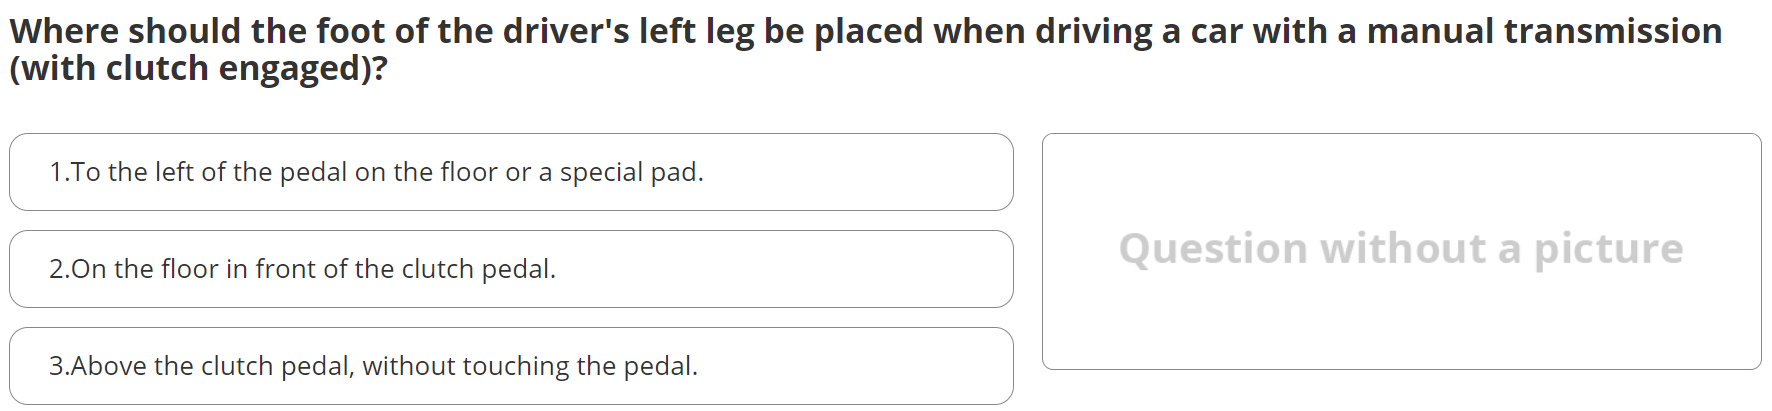 Where should the foot of the driver's left leg be placed when driving a car with a manual transmission
(with clutch engaged)?
1.To the left of the pedal on the floor or a special pad.
2.On the floor in front of the clutch pedal.
3.Above the clutch pedal, without touching the pedal.
Question without a picture